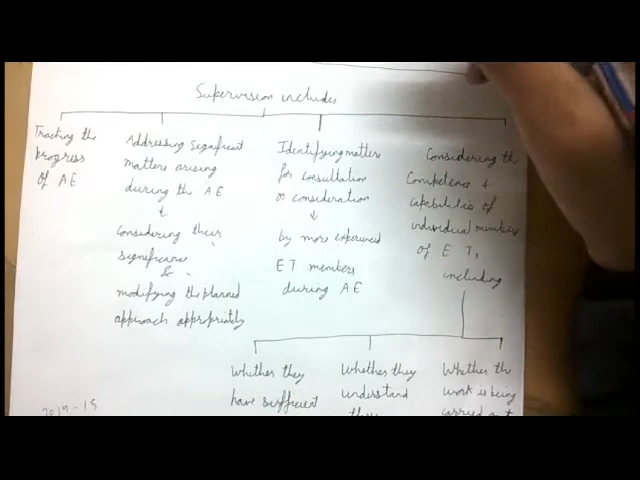 Supervision includes
Tracking the
progress
of AE
Addressing significant
matters arising
during the AE
&
Considering their
significance
&
modifying the planned
approach appropriately
Identifying matters
for consultation
or consideration
by more experienced
ET members
during AE
Considering the
Competence &
capabilities of
individual members
of ET,
including
Whether they
have sufficient
Whether they
understand
their
Whether the
work is being
carried out
2014-15